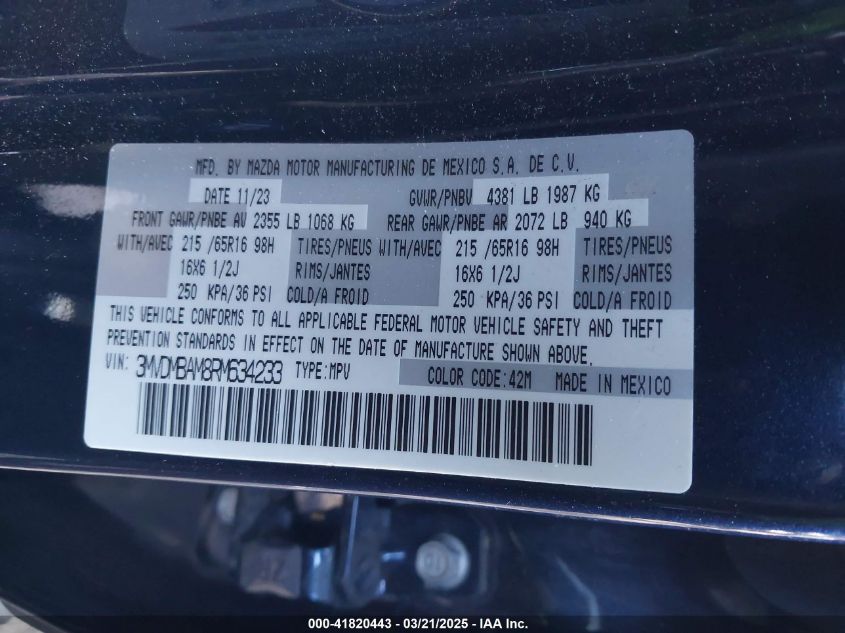 MFD. BY MAZDA MOTOR MANUFACTURING DE MEXICO S.A. DE C.V.
DATE 11/23 GVWR/PNBV 4381 LB 1987 KG
FRONT GAWR/PNBE AV 2355 LB 1068 KG REAR GAWR/PNBE AR 2072 LB 940 KG
WITH/AVEC 215 /65R16 98H TIRES/PNEUS WITH/AVEC 215 /65R16 98H TIRES/PNEUS
16X6 1/2J RIMS/JANTES 16X6 1/2J RIMS/JANTES
250 KPA/36 PSI COLD/A FROID 250 KPA/36 PSI COLD/A FROID
THIS VEHICLE CONFORMS TO ALL APPLICABLE FEDERAL MOTOR VEHICLE SAFETY AND THEFT
PREVENTION STANDARDS IN EFFECT ON THE DATE OF MANUFACTURE SHOWN ABOVE.
VIN: 3MVDMBAM8RM634233 TYPE:MPV COLOR CODE:42M MADE IN MEXICO
000-41820443 - 03/21/2025 - © IAA Inc.